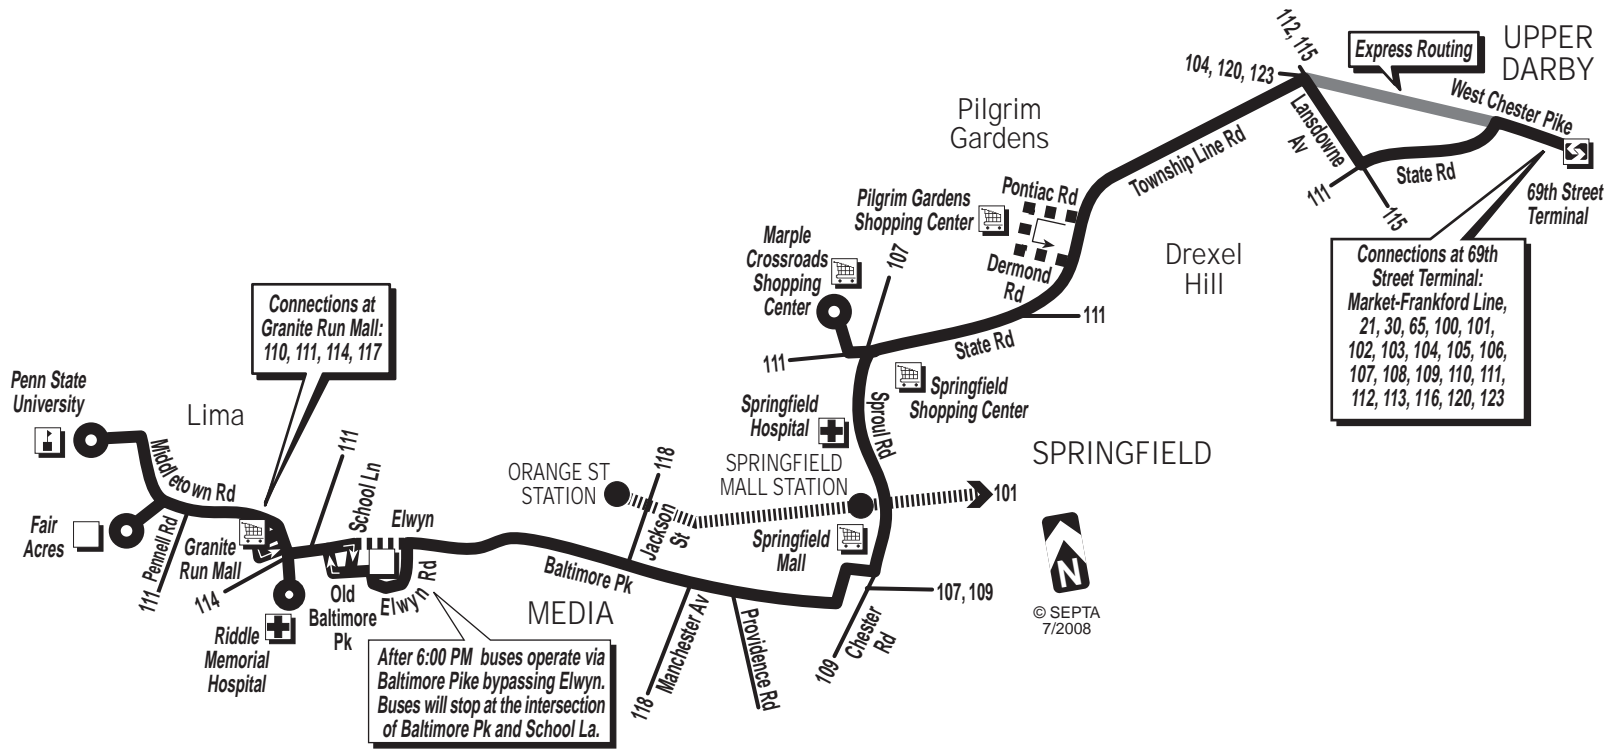 112, 115
104, 120, 123
Express Routing
UPPER
DARBY
West Chester Pike
Lansdowne
Av
Township Line Rd
State Rd
111
115
69th Street
Terminal
Pilgrim
Gardens
Pontiac Rd
Pilgrim Gardens
Shopping Center
Dermond
Rd
Drexel
Hill
Connections at 69th
Street Terminal:
Market-Frankford Line,
21, 30, 65, 100, 101,
102, 103, 104, 105, 106,
107, 108, 109, 110, 111,
112, 113, 116, 120, 123
Marple
Crossroads
Shopping
Center
107
111
State Rd
111
Springfield
Shopping Center
Springfield
Hospital
Sproul Rd
SPRINGFIELD
Connections at
Granite Run Mall:
110, 111, 114, 117
Penn State
University
Lima
Middletown Rd
111
School Ln
Elwyn
ORANGE ST
STATION
118
SPRINGFIELD
MALL STATION
101
Jackson
St
Springfield
Mall
Fair
Acres
Pennell Rd
111
Granite
Run Mall
114
Old
Baltimore
Pk
Elwyn Rd
Baltimore Pk
MEDIA
Riddle
Memorial
Hospital
After 6:00 PM buses operate via
Baltimore Pike bypassing Elwyn.
Buses will stop at the intersection
of Baltimore Pk and School La.
118
Manchester Av
Providence Rd
109
Chester
Rd
107, 109
N
© SEPTA
7/2008